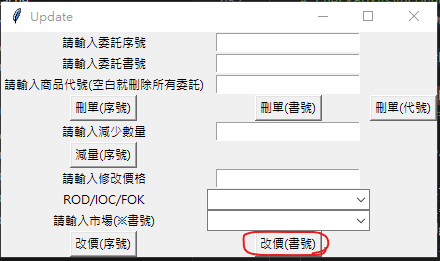 Update
請輸入委託序號
請輸入委託書號
請輸入商品代號(空白就刪除所有委託)
刪單(序號) 刪單(書號) 刪單(代號)
請輸入減少數量
減量(序號)
請輸入修改價格
ROD/IOC/FOK
請輸入市場(※書號)
改價(序號) 改價(書號)